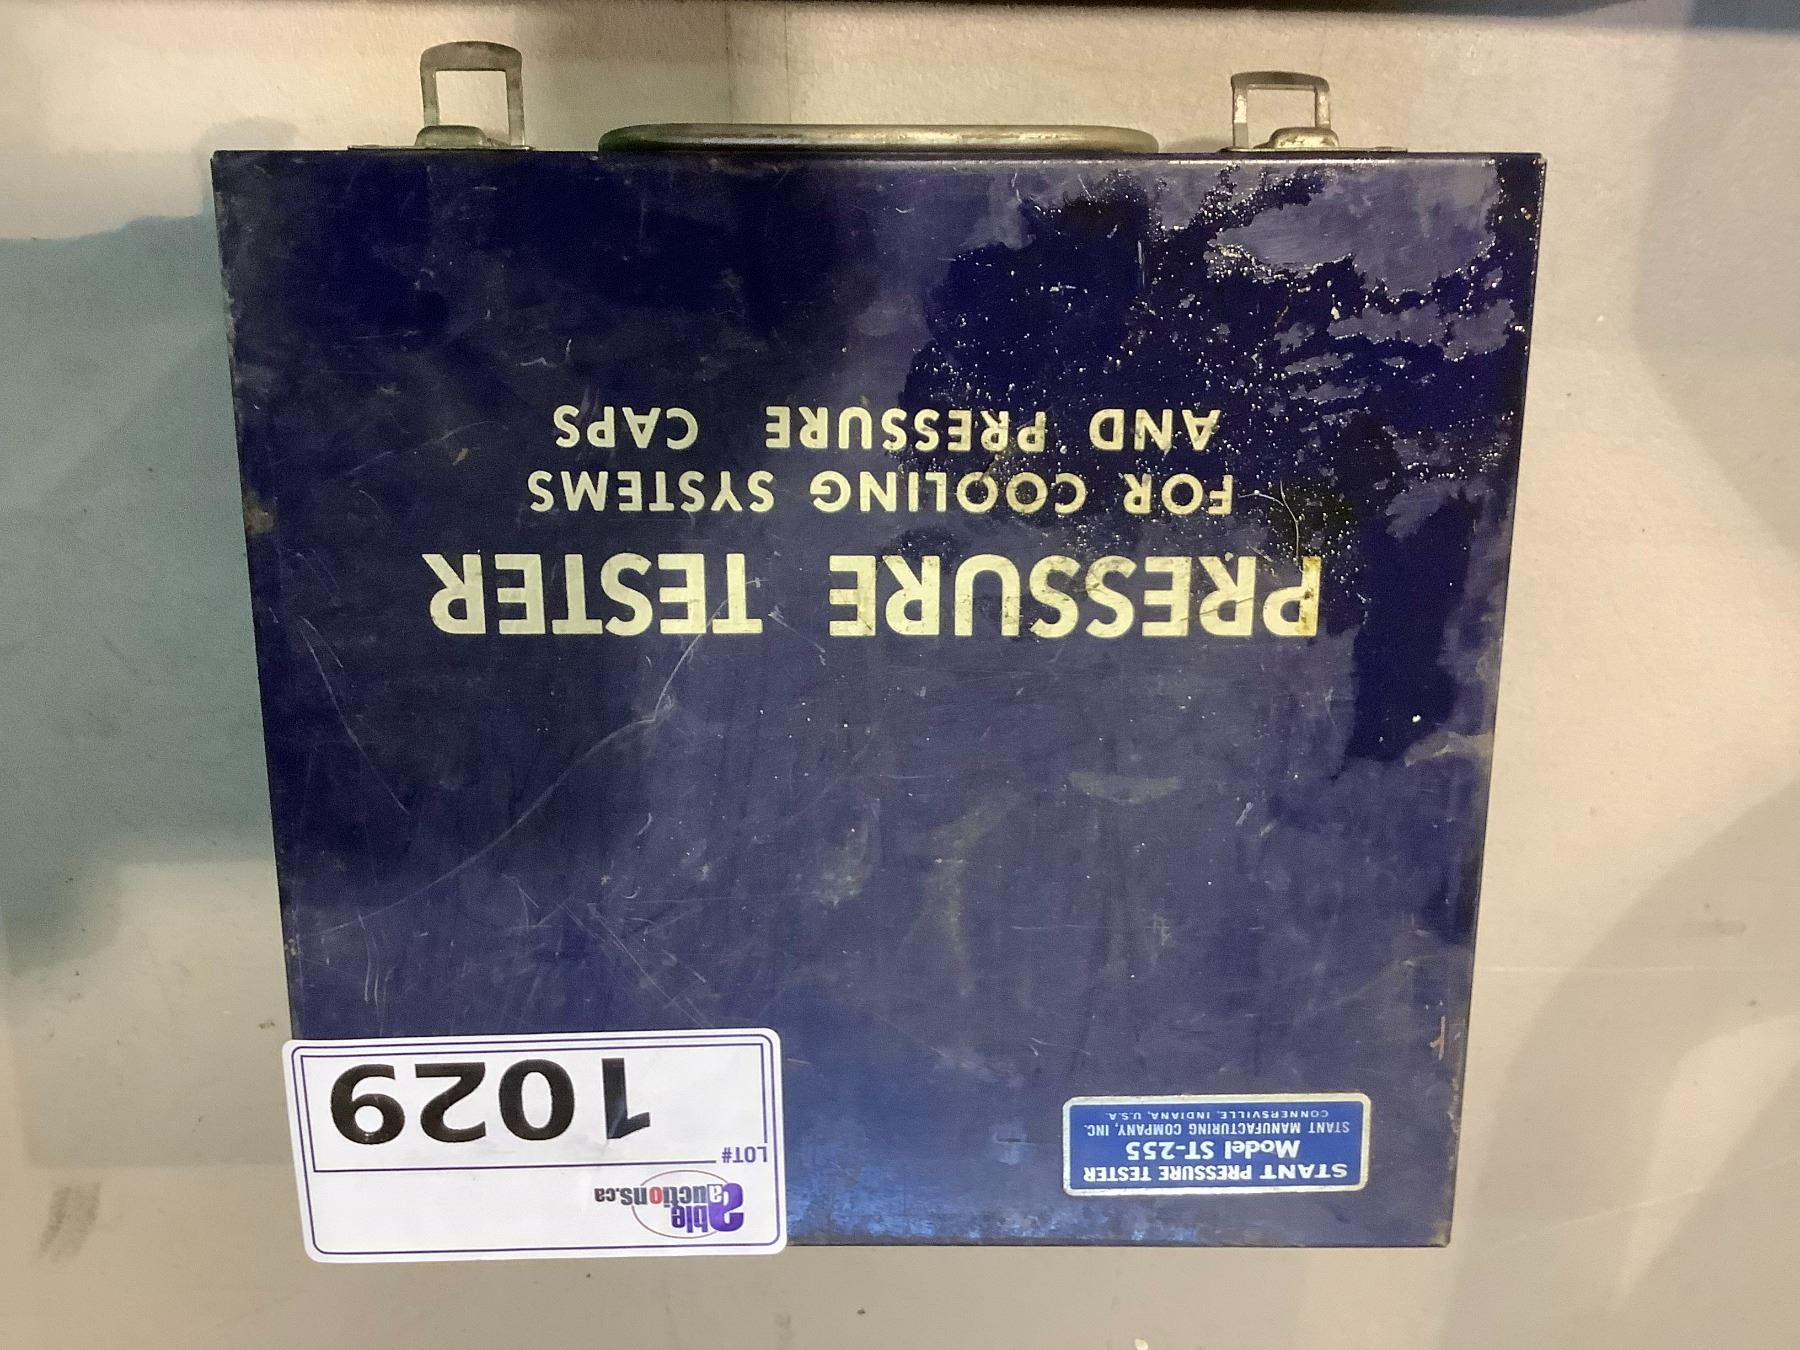 STANT PRESSURE TESTER
Model ST-255
STANT MANUFACTURING COMPANY, INC.
CONNERSVILLE, INDIANA, U.S.A.
able
auctions.ca
LOT#
1029
PRESSURE TESTER
FOR COOLING SYSTEMS
AND PRESSURE CAPS